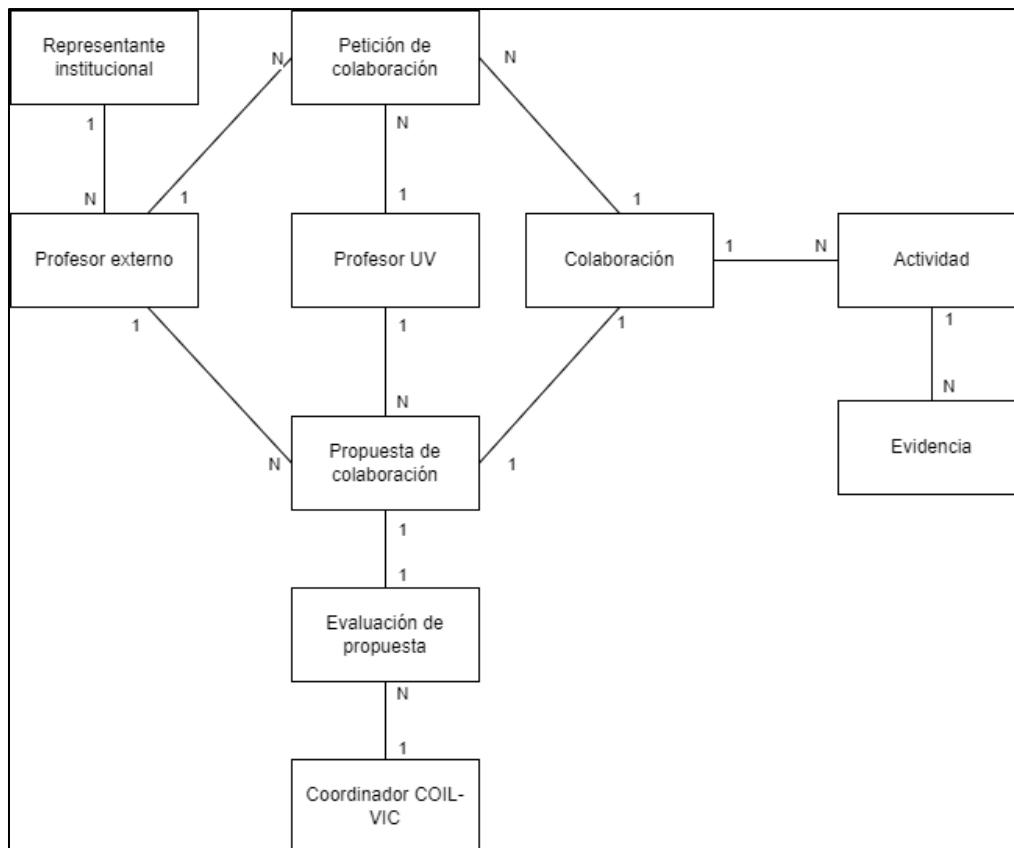 Representante
institucional
Petición de
colaboración
N
N
1
N
N
1
1
1
Profesor externo
Profesor UV
Colaboración
1
N
Actividad
1
1
1
1
N
N
Evidencia
Propuesta de
colaboración
N
1
1
1
Evaluación de
propuesta
N
1
Coordinador COIL-
VIC